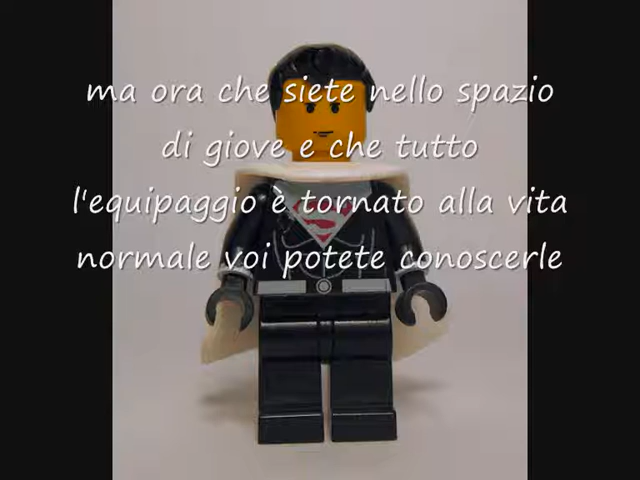 ma ora che siete nello spazio
di giove e che tutto
l'equipaggio è tornato alla vita
normale voi potete conoscerle